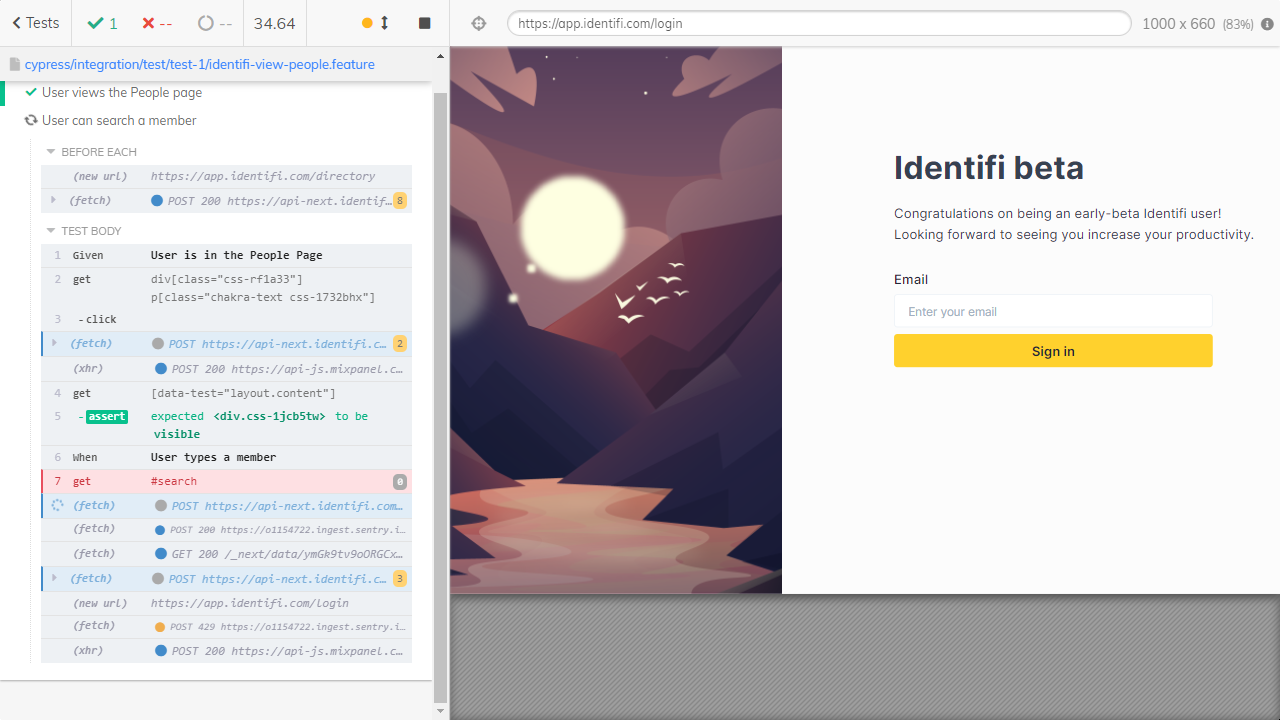 Tests
1
--
--
34.64
https://app.identifi.com/login
1000 x 660 (83%)
cypress/integration/test/test-1/identifi-view-people.feature
User views the People page
User can search a member
BEFORE EACH
(new url) https://app.identifi.com/directory
(fetch) POST 200 https://api-next.identif... 8
TEST BODY
1 Given User is in the People Page
2 get div[class="css-rf1a33"]
p[class="chakra-text css-1732bhx"]
3 -click
(fetch) POST https://api-next.identifi.c... 2
(xhr) POST 200 https://api-js.mixpanel.c...
4 get [data-test="layout.content"]
5 -assert expected <div.css-1jcb5tw> to be
visible
6 When User types a member
7 get #search 0
(fetch) POST https://api-next.identifi.com...
(fetch) POST 200 https://o1154722.ingest.sentry.i...
(fetch) GET 200 /_next/data/ymGk9tv9oORGCx...
(fetch) POST https://api-next.identifi.c... 3
(new url) https://app.identifi.com/login
(fetch) POST 429 https://o1154722.ingest.sentry.i...
(xhr) POST 200 https://api-js.mixpanel.c...
Identifi beta
Congratulations on being an early-beta Identifi user!
Looking forward to seeing you increase your productivity.
Email
Enter your email
Sign in